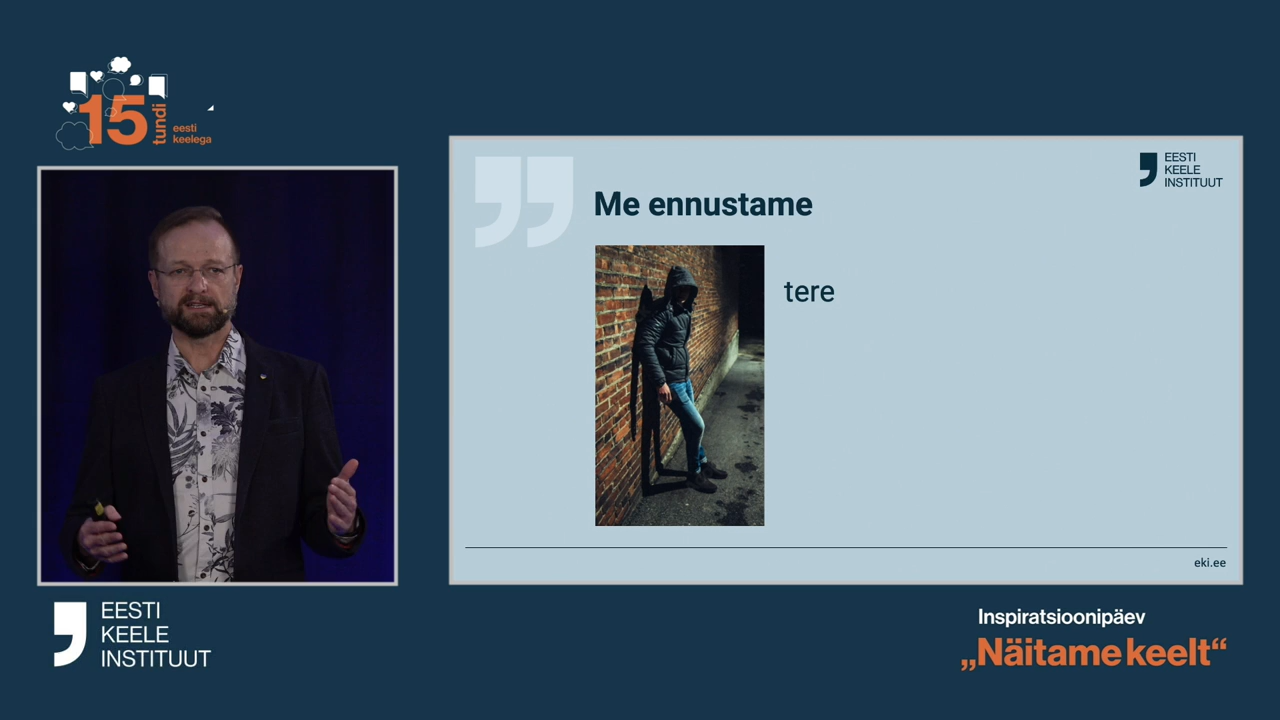 15 tundi
eesti
keelega
EESTI
KEELE
INSTITUUT
Me ennustame
tere
eki.ee
EESTI
KEELE
INSTITUUT
Inspiratsioonipäev
„Näitame keelt“